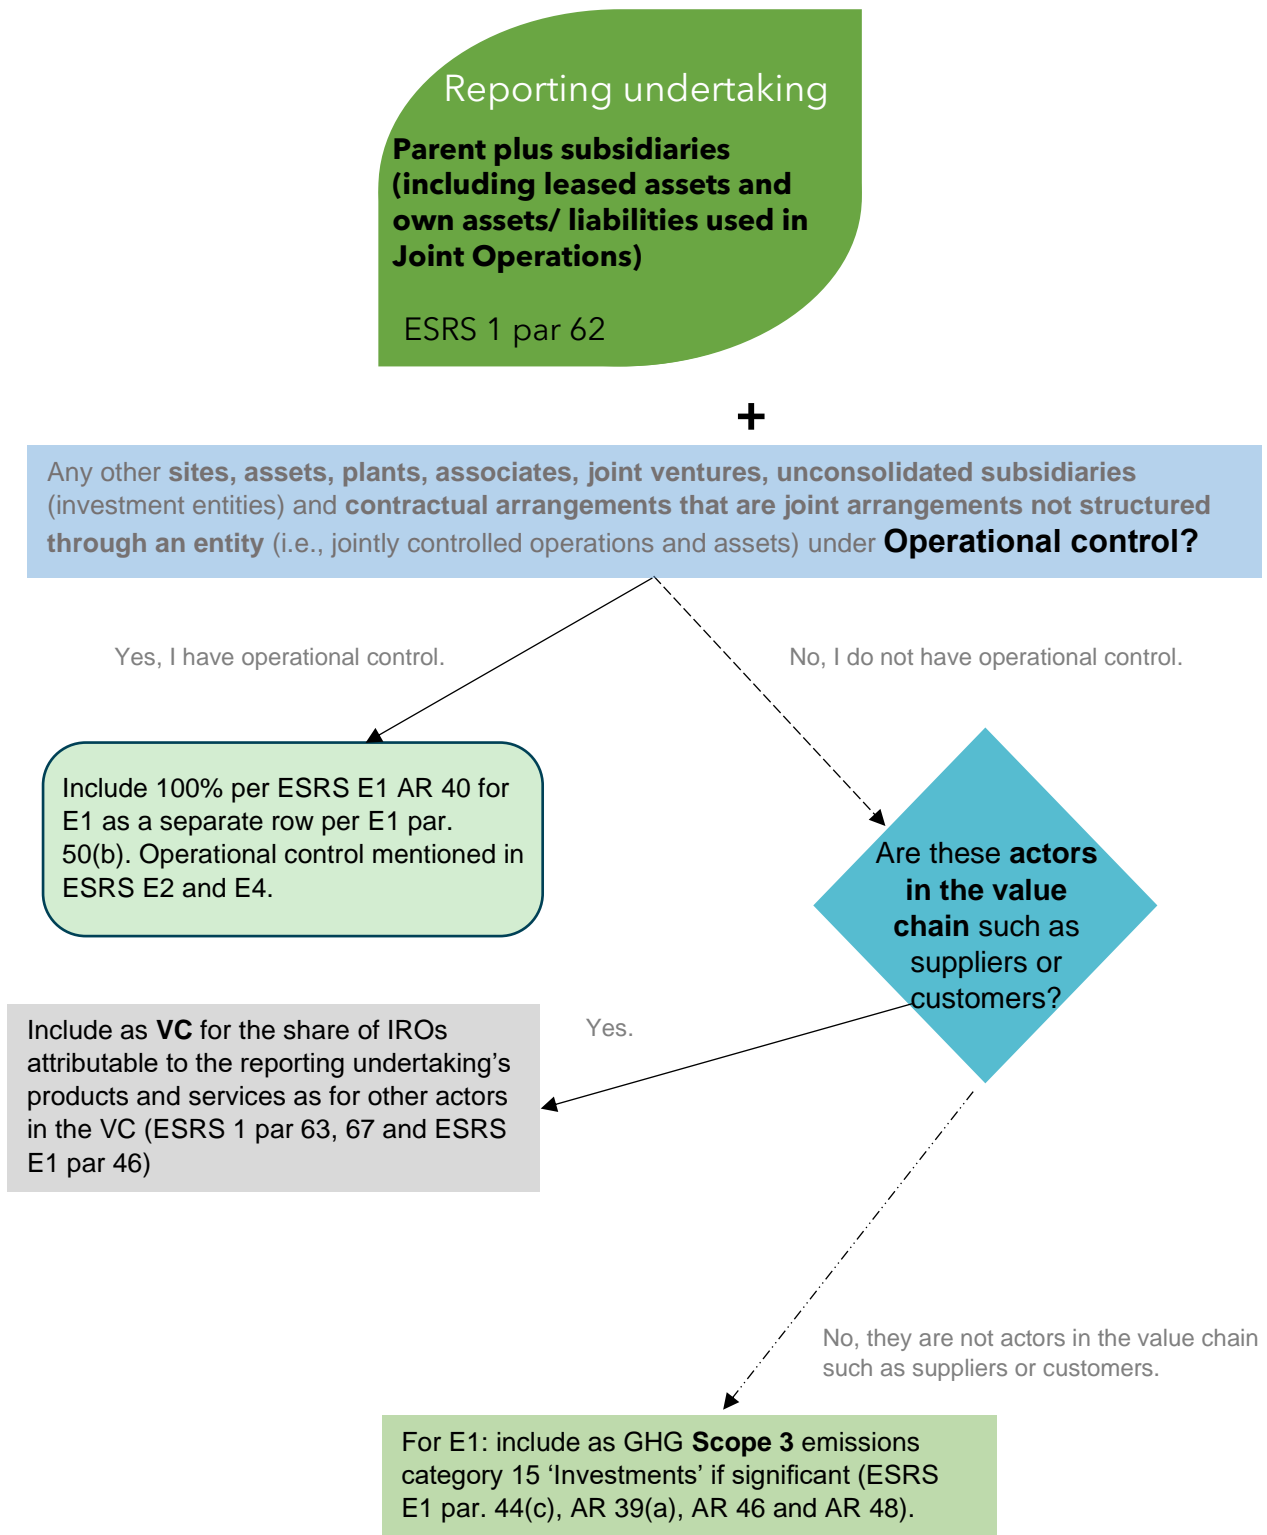 Reporting undertaking
Parent plus subsidiaries
(including leased assets and
own assets/ liabilities used in
Joint Operations)
ESRS 1 par 62
+
Any other sites, assets, plants, associates, joint ventures, unconsolidated subsidiaries
(investment entities) and contractual arrangements that are joint arrangements not structured
through an entity (i.e., jointly controlled operations and assets) under Operational control?
Yes, I have operational control.
No, I do not have operational control.
Include 100% per ESRS E1 AR 40 for
E1 as a separate row per E1 par.
50(b). Operational control mentioned in
ESRS E2 and E4.
Are these actors
in the value
chain such as
suppliers or
customers?
Yes.
Include as VC for the share of IROs
attributable to the reporting undertaking’s
products and services as for other actors
in the VC (ESRS 1 par 63, 67 and ESRS
E1 par 46)
No, they are not actors in the value chain
such as suppliers or customers.
For E1: include as GHG Scope 3 emissions
category 15 ‘Investments’ if significant (ESRS
E1 par. 44(c), AR 39(a), AR 46 and AR 48).